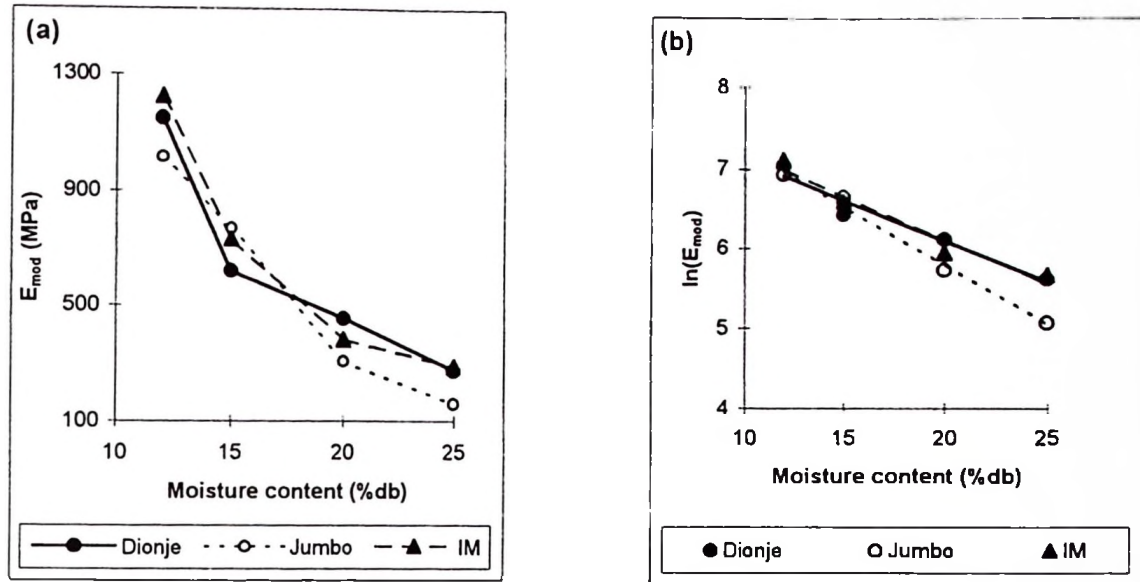 (a)
1300
900
500
100
E_mod (MPa)
10 15 20 25
Moisture content (%db)
Dionje Jumbo IM
(b)
8
7
6
5
4
ln(E_mod)
10 15 20 25
Moisture content (%db)
Dionje Jumbo IM